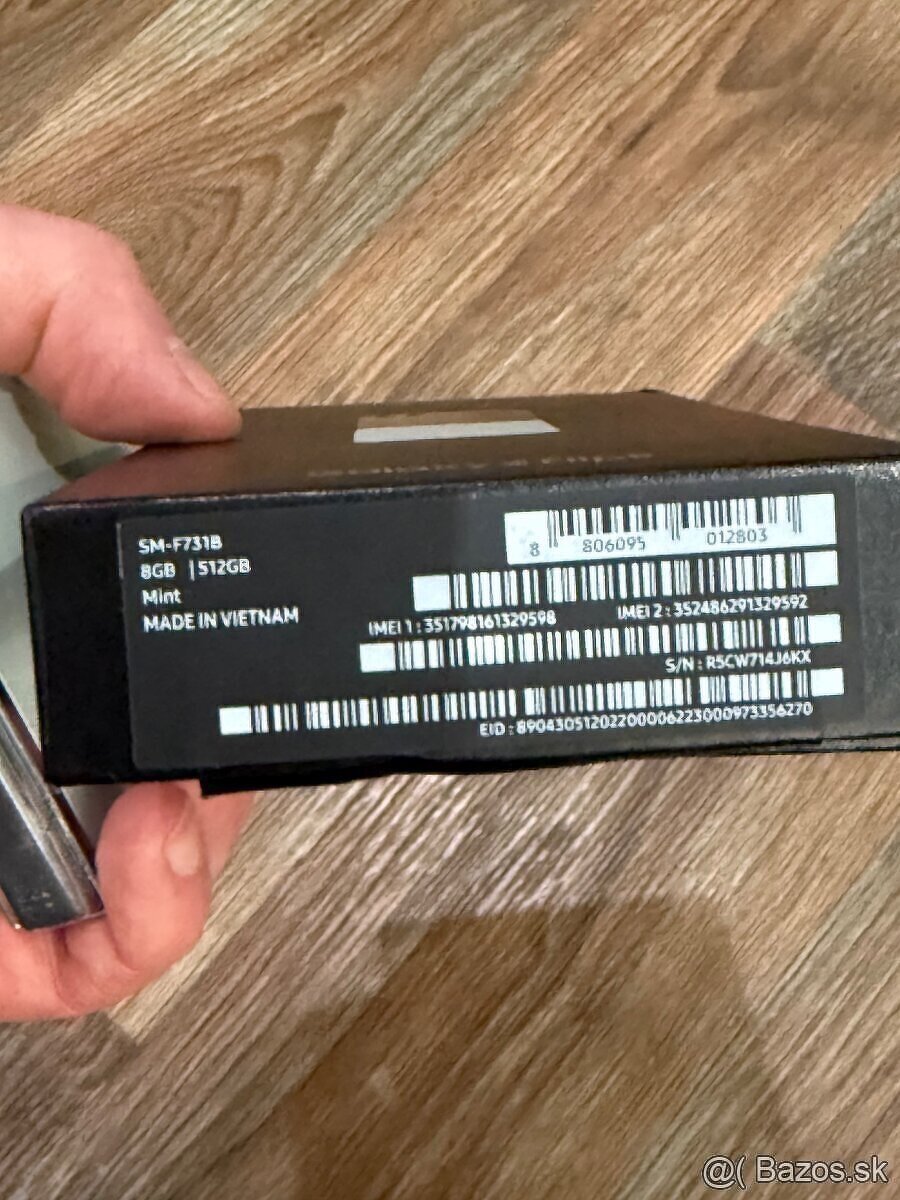 SM-F731B
8GB | 512GB
Mint
MADE IN VIETNAM
8 806095 012803
IMEI 1 : 351798161329598 IMEI 2 : 352486291329592
S/N : R5CW714J6KX
EID : 89043051202200006223000973356270
@( Bazos.sk